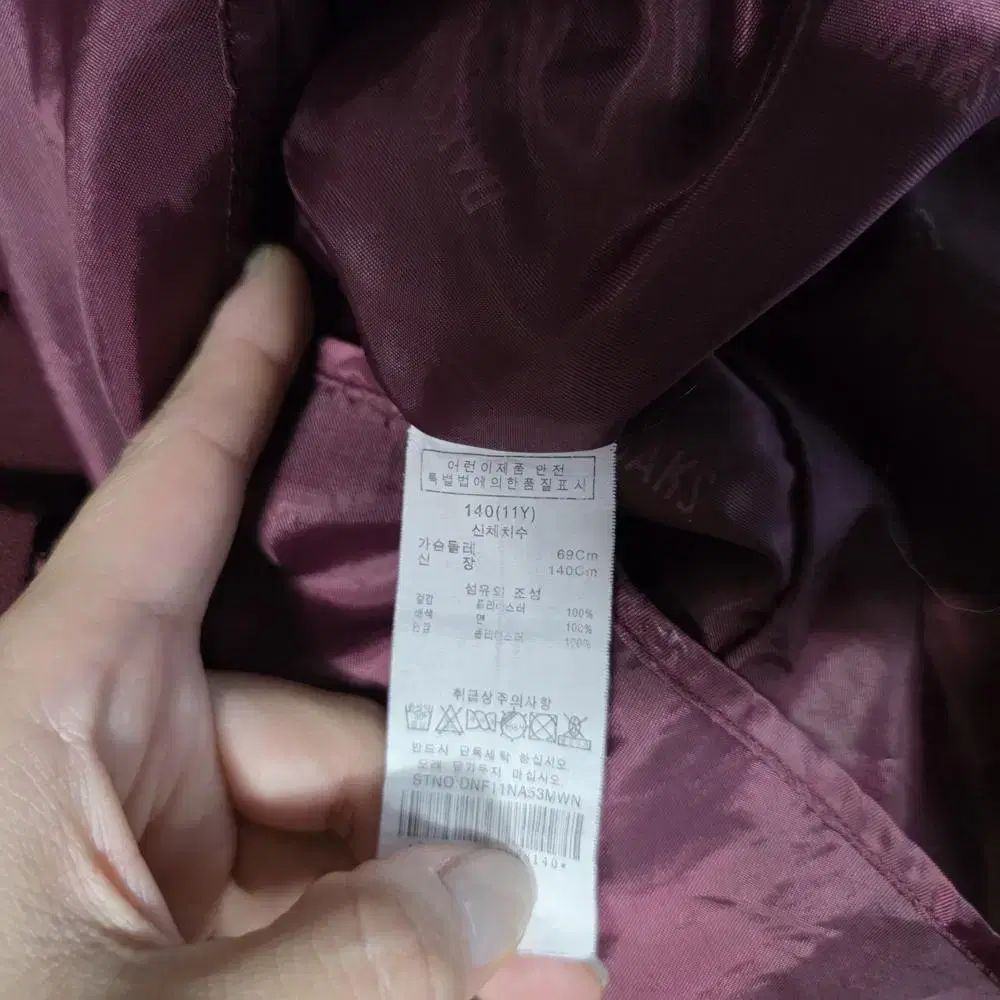 어린이제품 안전
특별법에의한품질표시
140(11Y)
신체치수
가슴둘레 69Cm
신 장 140Cm
섬유의 조성
겉감 폴리에스터 100%
배색 면 100%
안감 폴리에스터 100%
취급상주의사항
반드시 단독세탁 하십시오
오래 담가두지 마십시오.
STNO DNF11NA53MWN
140*
AKS